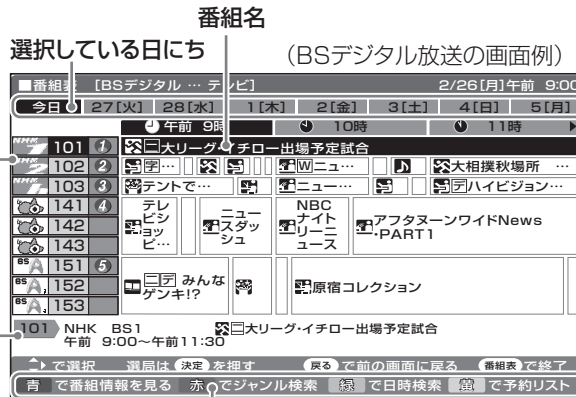 番組名
選択している日にち
(BSデジタル放送の画面例)
■番組表 [BSデジタル … テレビ] 2/26[月]午前 9:00
今日 27[火] 28[水] 1[木] 2[金] 3[土] 4[日] 5[月]
午前 9時 10時 11時
101 1 二大リーグ・イチロー出場予定試合
102 2 字… Wニュ… 大相撲秋場所 …
103 3 テントで… ニュー… デハイビジョン…
141 4
142
143
テレビショッピ…
ニュースダッシュ
NBCナイトリーニュース
アフタヌーンワイドNews・PART1
151 5
152
153
二デ みんなゲンキ!?
原宿コレクション
101 NHK BS1 二大リーグ・イチロー出場予定試合
午前 9:00～午前11:30
で選択 選局は 決定 を押す 戻る で前の画面に戻る 番組表 で終了
青 で番組情報を見る 赤 でジャンル検索 緑 で日時検索 黄 で予約リスト